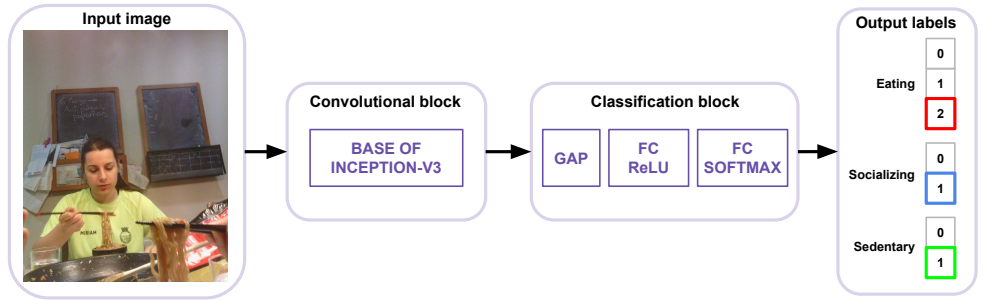 Input image
MIRIAM
Convolutional block
BASE OF
INCEPTION-V3
Classification block
GAP
FC
ReLU
FC
SOFTMAX
Output labels
Eating
0
1
2
Socializing
0
1
Sedentary
0
1